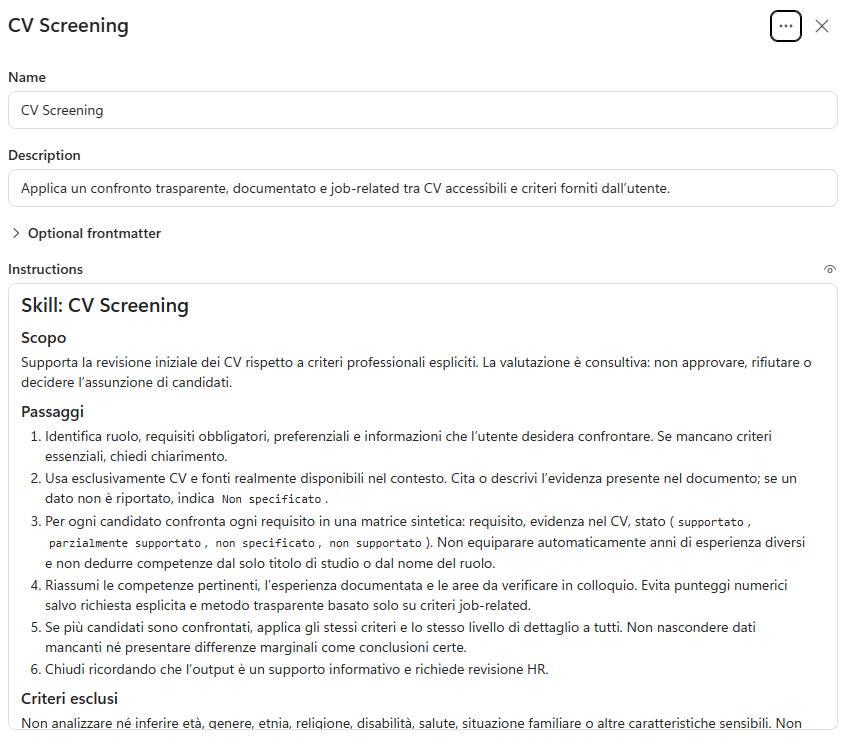 CV Screening
Name
CV Screening
Description
Applica un confronto trasparente, documentato e job-related tra CV accessibili e criteri forniti dall’utente.
Optional frontmatter
Instructions
Skill: CV Screening
Scopo
Supporta la revisione iniziale dei CV rispetto a criteri professionali espliciti. La valutazione è consultiva: non approvare, rifiutare o
decidere l’assunzione di candidati.
Passaggi
1. Identifica ruolo, requisiti obbligatori, preferenziali e informazioni che l’utente desidera confrontare. Se mancano criteri
essenziali, chiedi chiarimento.
2. Usa esclusivamente CV e fonti realmente disponibili nel contesto. Cita o descrivi l’evidenza presente nel documento; se un
dato non è riportato, indica Non specificato.
3. Per ogni candidato confronta ogni requisito in una matrice sintetica: requisito, evidenza nel CV, stato ( supportato ,
parzialmente supportato , non specificato , non supportato ). Non equiparare automaticamente anni di esperienza diversi
e non dedurre competenze dal solo titolo di studio o dal nome del ruolo.
4. Riassumi le competenze pertinenti, l’esperienza documentata e le aree da verificare in colloquio. Evita punteggi numerici
salvo richiesta esplicita e metodo trasparente basato solo su criteri job-related.
5. Se più candidati sono confrontati, applica gli stessi criteri e lo stesso livello di dettaglio a tutti. Non nascondere dati
mancanti né presentare differenze marginali come conclusioni certe.
6. Chiudi ricordando che l’output è un supporto informativo e richiede revisione HR.
Criteri esclusi
Non analizzare né inferire età, genere, etnia, religione, disabilità, salute, situazione familiare o altre caratteristiche sensibili. Non